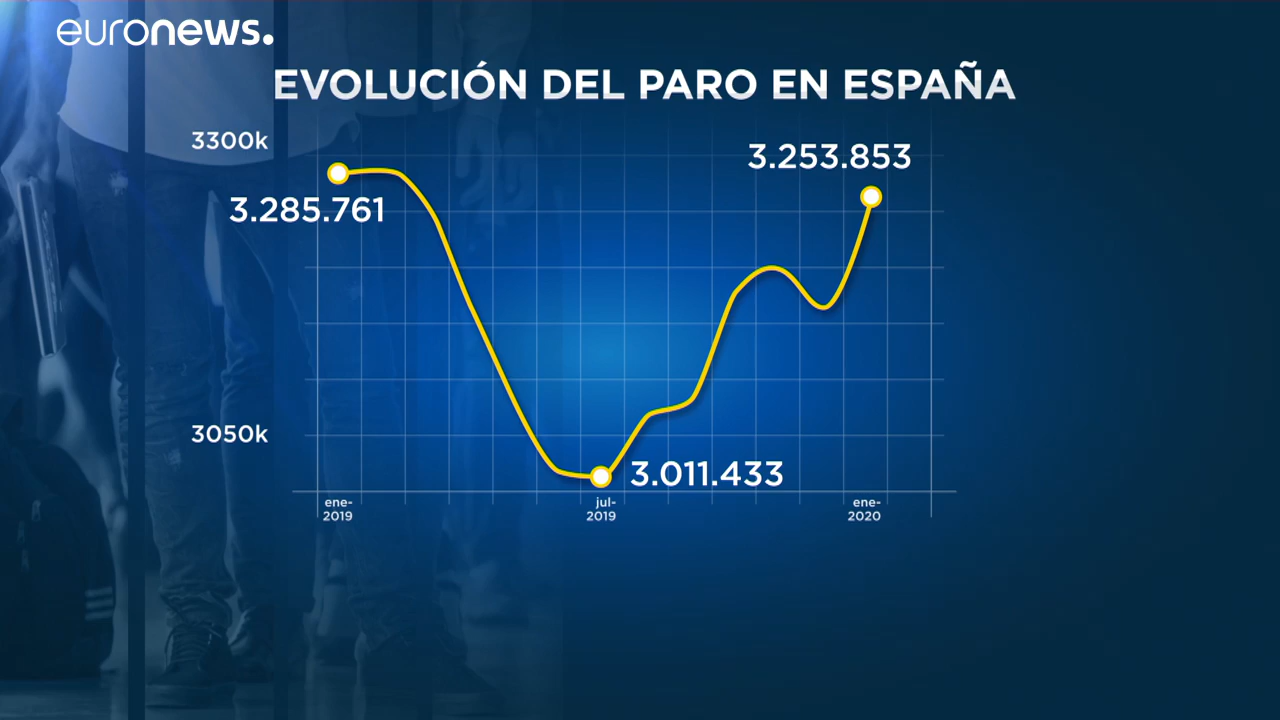 euronews.
EVOLUCIÓN DEL PARO EN ESPAÑA
3300k
3.253.853
3.285.761
3050k
3.011.433
ene-
2019
jul-
2019
ene-
2020